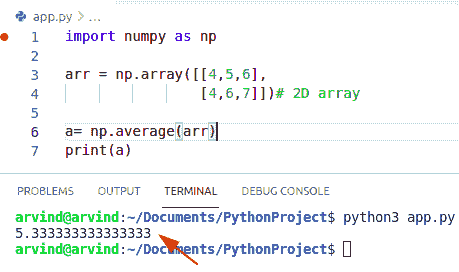 app.py > ...
1 import numpy as np
2
3 arr = np.array([[4,5,6],
4 [4,6,7]])# 2D array
5
6 a= np.average(arr)
7 print(a)
PROBLEMS OUTPUT TERMINAL DEBUG CONSOLE
arvind@arvind:~/Documents/PythonProject$ python3 app.py
5.333333333333333
arvind@arvind:~/Documents/PythonProject$